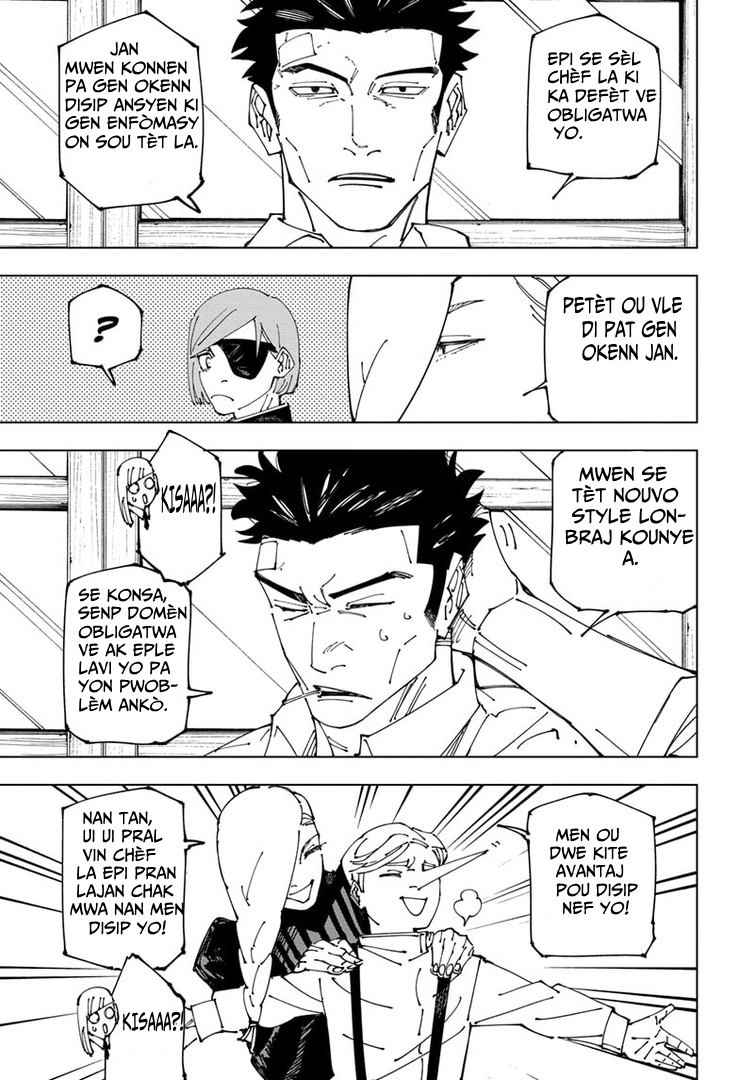 EPI SE SÈL
CHÈF LA KI
KA DEFÈT VE
OBLIGATWA
YO.
JAN
MWEN KONNEN
PA GEN OKENN
DISIP ANSYEN KI
GEN ENFÒMASY
ON SOU TÈT LA.
PETÈT OU VLE
DI PAT GEN
OKENN JAN.
?
MWEN SE
TÈT NOUVO
STYLE LON-
BRAJ KOUNYE
A.
KISAAA?!
SE KONSA,
SENP DOMÈN
OBLIGATWA
VE AK EPLE
LAVI YO PA
YON PWOB-
LÈM ANKÒ.
MEN OU
DWE KITE
AVANTAJ
POU DISIP
NEF YO!
NAN TAN,
UI UI PRAL
VIN CHÈF
LA EPI PRAN
LAJAN CHAK
MWA NAN MEN
DISIP YO!
KISAAA?!